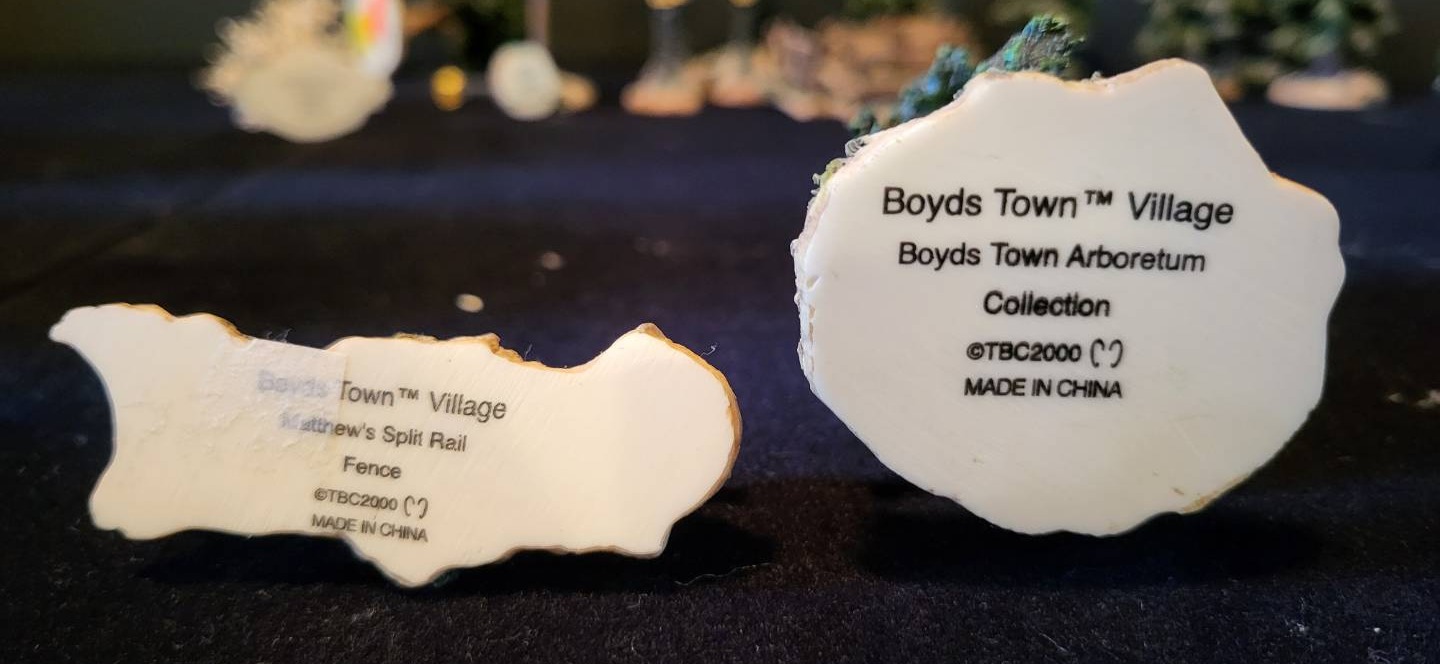 Boyds Town™ Village
Matthew's Split Rail
Fence
©TBC2000
MADE IN CHINA
Boyds Town™ Village
Boyds Town Arboretum
Collection
©TBC2000
MADE IN CHINA